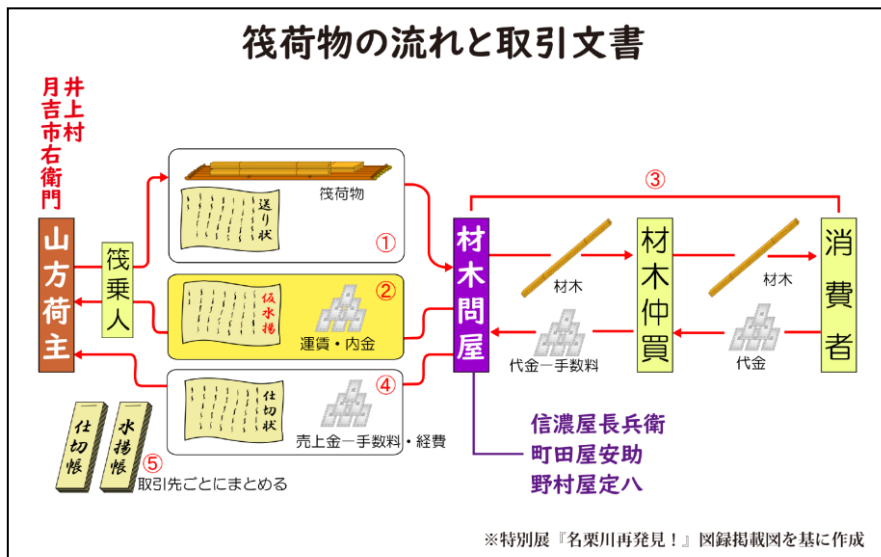 筏荷物の流れと取引文書
井上村
月吉市右衛門
山方荷主
筏乗人
筏荷物
送り状
①
仮水揚
②
運賃・内金
仕切状
④
売上金ー手数料・経費
材木問屋
③
材木
代金ー手数料
材木仲買
材木
代金
消費者
信濃屋長兵衛
町田屋安助
野村屋定八
仕切帳
水揚帳
⑤
取引先ごとにまとめる
※特別展『名栗川再発見！』図録掲載図を基に作成